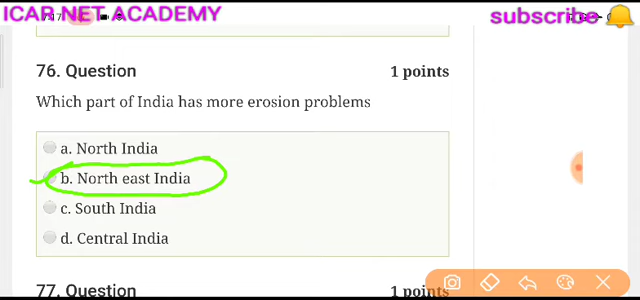 ICAR NET ACADEMY
subscribe
76. Question
1 points
Which part of India has more erosion problems
a. North India
b. North east India
c. South India
d. Central India
77. Question
1 points